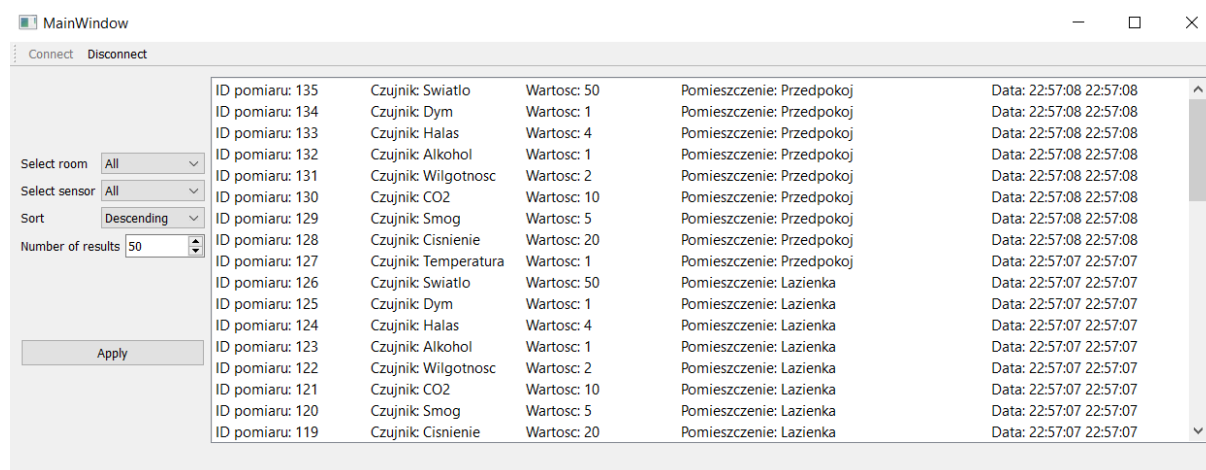 MainWindow
Connect Disconnect
Select room All
Select sensor All
Sort Descending
Number of results 50
Apply
ID pomiaru: 135 Czujnik: Swiatlo Wartosc: 50 Pomieszczenie: Przedpokoj Data: 22:57:08 22:57:08
ID pomiaru: 134 Czujnik: Dym Wartosc: 1 Pomieszczenie: Przedpokoj Data: 22:57:08 22:57:08
ID pomiaru: 133 Czujnik: Halas Wartosc: 4 Pomieszczenie: Przedpokoj Data: 22:57:08 22:57:08
ID pomiaru: 132 Czujnik: Alkohol Wartosc: 1 Pomieszczenie: Przedpokoj Data: 22:57:08 22:57:08
ID pomiaru: 131 Czujnik: Wilgotnosc Wartosc: 2 Pomieszczenie: Przedpokoj Data: 22:57:08 22:57:08
ID pomiaru: 130 Czujnik: CO2 Wartosc: 10 Pomieszczenie: Przedpokoj Data: 22:57:08 22:57:08
ID pomiaru: 129 Czujnik: Smog Wartosc: 5 Pomieszczenie: Przedpokoj Data: 22:57:08 22:57:08
ID pomiaru: 128 Czujnik: Cisnienie Wartosc: 20 Pomieszczenie: Przedpokoj Data: 22:57:08 22:57:08
ID pomiaru: 127 Czujnik: Temperatura Wartosc: 1 Pomieszczenie: Przedpokoj Data: 22:57:08 22:57:08
ID pomiaru: 126 Czujnik: Swiatlo Wartosc: 50 Pomieszczenie: Lazienka Data: 22:57:07 22:57:07
ID pomiaru: 125 Czujnik: Dym Wartosc: 1 Pomieszczenie: Lazienka Data: 22:57:07 22:57:07
ID pomiaru: 124 Czujnik: Halas Wartosc: 4 Pomieszczenie: Lazienka Data: 22:57:07 22:57:07
ID pomiaru: 123 Czujnik: Alkohol Wartosc: 1 Pomieszczenie: Lazienka Data: 22:57:07 22:57:07
ID pomiaru: 122 Czujnik: Wilgotnosc Wartosc: 2 Pomieszczenie: Lazienka Data: 22:57:07 22:57:07
ID pomiaru: 121 Czujnik: CO2 Wartosc: 10 Pomieszczenie: Lazienka Data: 22:57:07 22:57:07
ID pomiaru: 120 Czujnik: Smog Wartosc: 5 Pomieszczenie: Lazienka Data: 22:57:07 22:57:07
ID pomiaru: 119 Czujnik: Cisnienie Wartosc: 20 Pomieszczenie: Lazienka Data: 22:57:07 22:57:07